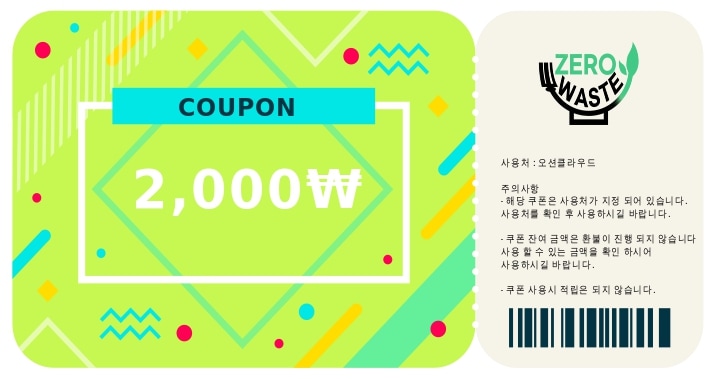 COUPON
2,000₩
ZERO
WASTE
사용처 : 오션클라우드
주의사항
- 해당 쿠폰은 사용처가 지정 되어 있습니다.
사용처를 확인 후 사용하시길 바랍니다.
- 쿠폰 잔여 금액은 환불이 진행 되지 않습니다
사용 할 수 있는 금액을 확인 하시어
사용하시길 바랍니다.
- 쿠폰 사용시 적립은 되지 않습니다.